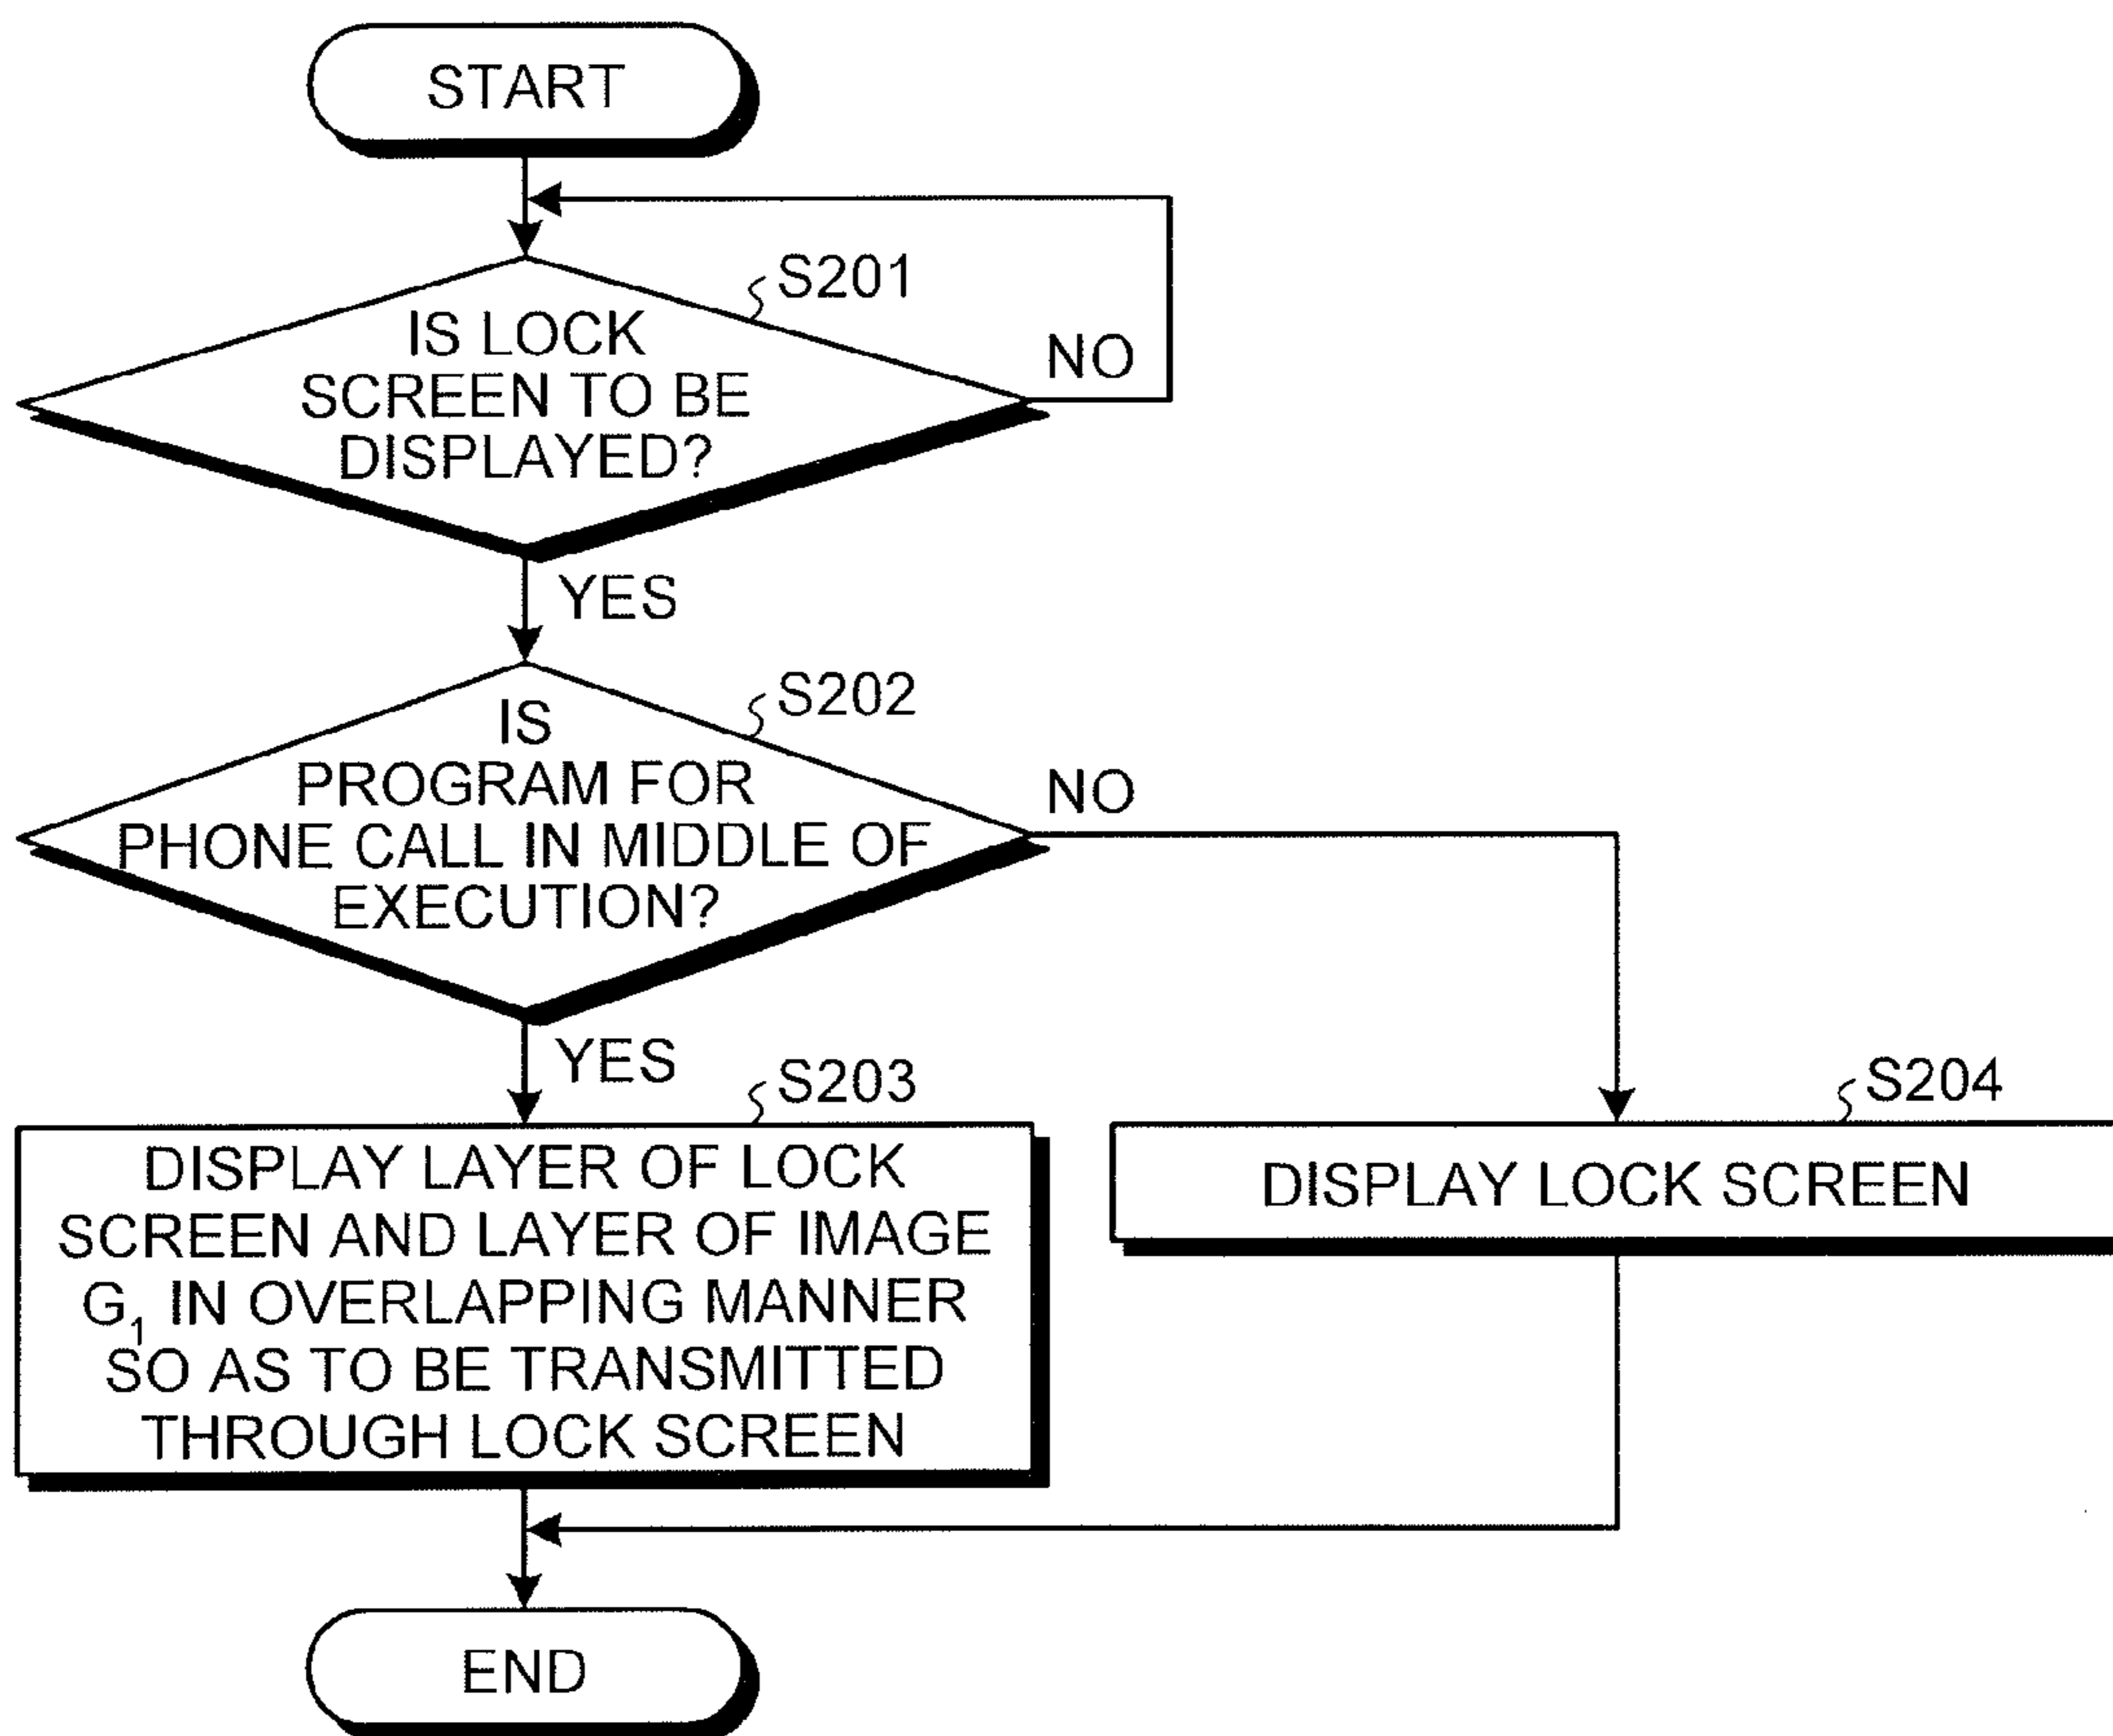 START
S201
IS LOCK
SCREEN TO BE
DISPLAYED?
NO
YES
S202
IS
PROGRAM FOR
PHONE CALL IN MIDDLE OF
EXECUTION?
NO
YES
S203
DISPLAY LAYER OF LOCK
SCREEN AND LAYER OF IMAGE
G₁ IN OVERLAPPING MANNER
SO AS TO BE TRANSMITTED
THROUGH LOCK SCREEN
S204
DISPLAY LOCK SCREEN
END